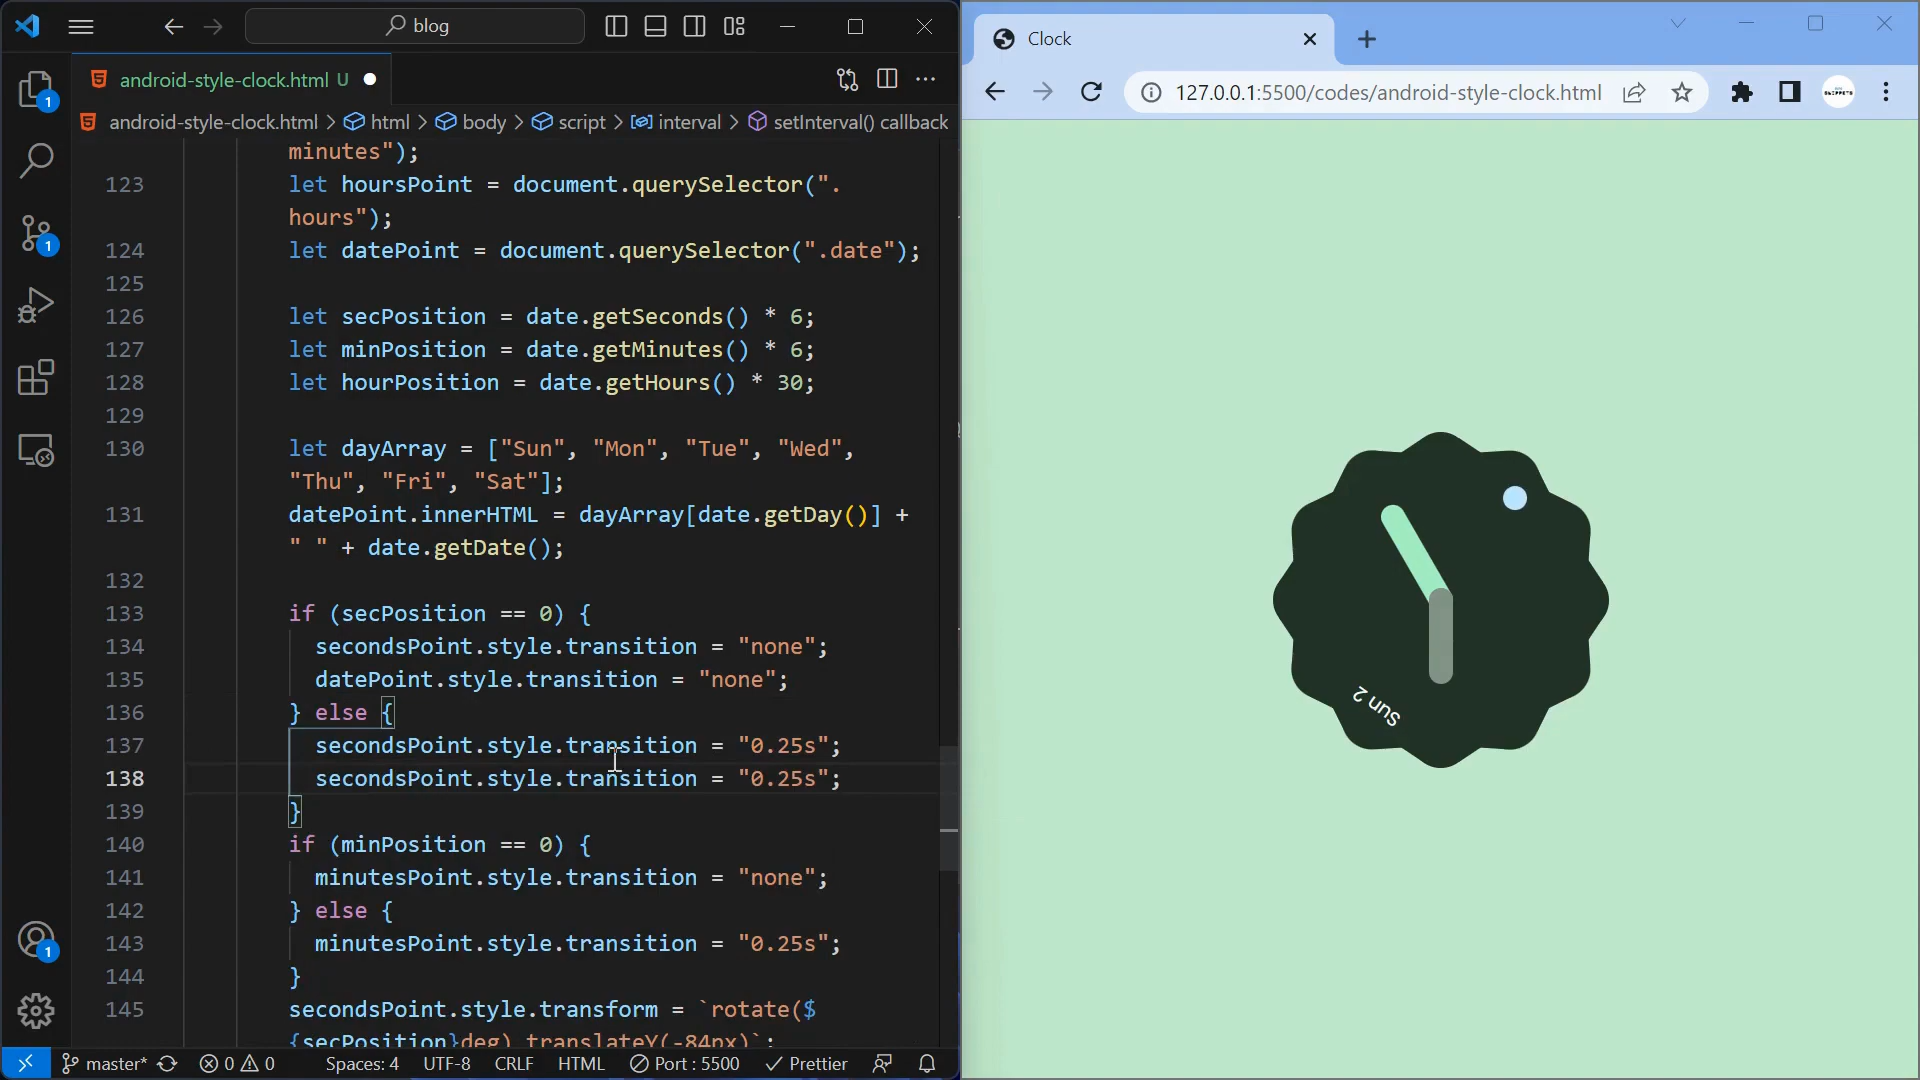 blog
android-style-clock.html U
android-style-clock.html > html > body > script > interval > setInterval() callback
minutes");
123 let hoursPoint = document.querySelector(".
hours");
124 let datePoint = document.querySelector(".date");
125
126 let secPosition = date.getSeconds() * 6;
127 let minPosition = date.getMinutes() * 6;
128 let hourPosition = date.getHours() * 30;
129
130 let dayArray = ["Sun", "Mon", "Tue", "Wed",
"Thu", "Fri", "Sat"];
131 datePoint.innerHTML = dayArray[date.getDay()] +
" " + date.getDate();
132
133 if (secPosition == 0) {
134 secondsPoint.style.transition = "none";
135 datePoint.style.transition = "none";
136 } else {
137 secondsPoint.style.transition = "0.25s";
138 secondsPoint.style.transition = "0.25s";
139 }
140 if (minPosition == 0) {
141 minutesPoint.style.transition = "none";
142 } else {
143 minutesPoint.style.transition = "0.25s";
144 }
145 secondsPoint.style.transform = `rotate($
{secPosition}deg) translateY(-84px)`;
1
1
1
master* 0 0 Spaces: 4 UTF-8 CRLF HTML Port : 5500 Prettier
Clock
127.0.0.1:5500/codes/android-style-clock.html
Sun 2